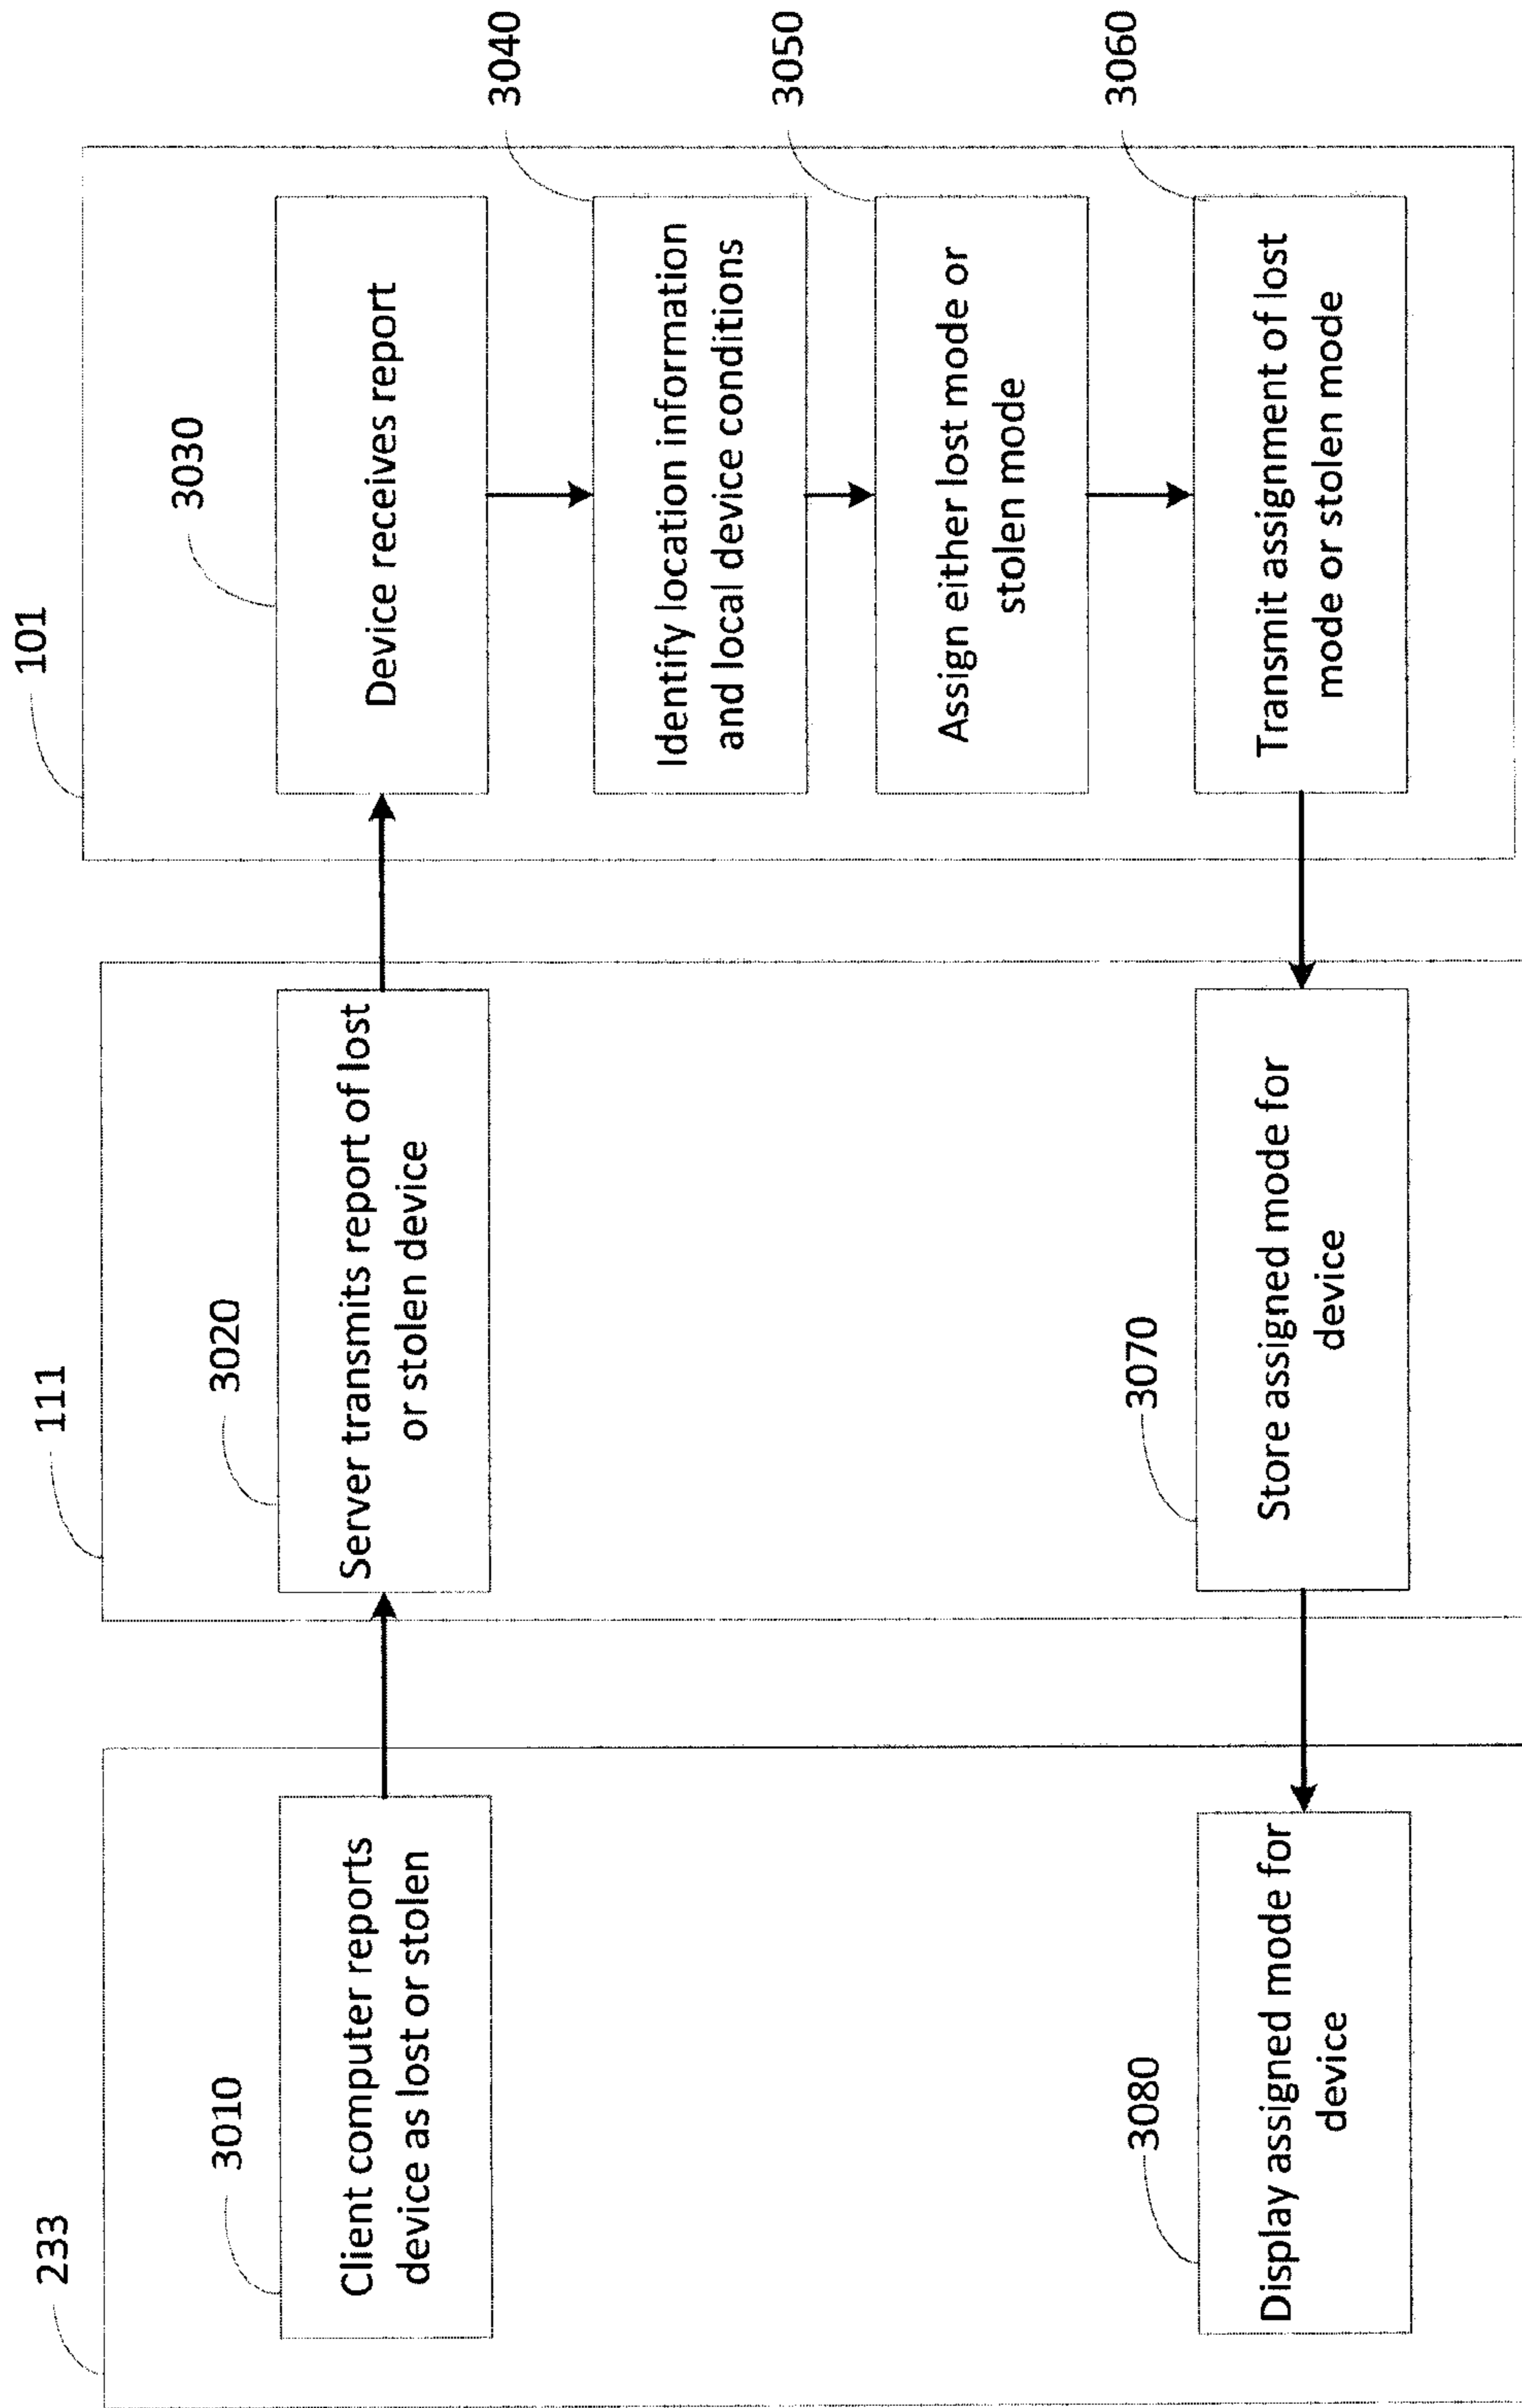 233
111
101
3010
Client computer reports
device as lost or stolen
3020
Server transmits report of lost
or stolen device
3030
Device receives report
3040
Identify location information
and local device conditions
3050
Assign either lost mode or
stolen mode
3060
Transmit assignment of lost
mode or stolen mode
3070
Store assigned mode for
device
3080
Display assigned mode for
device